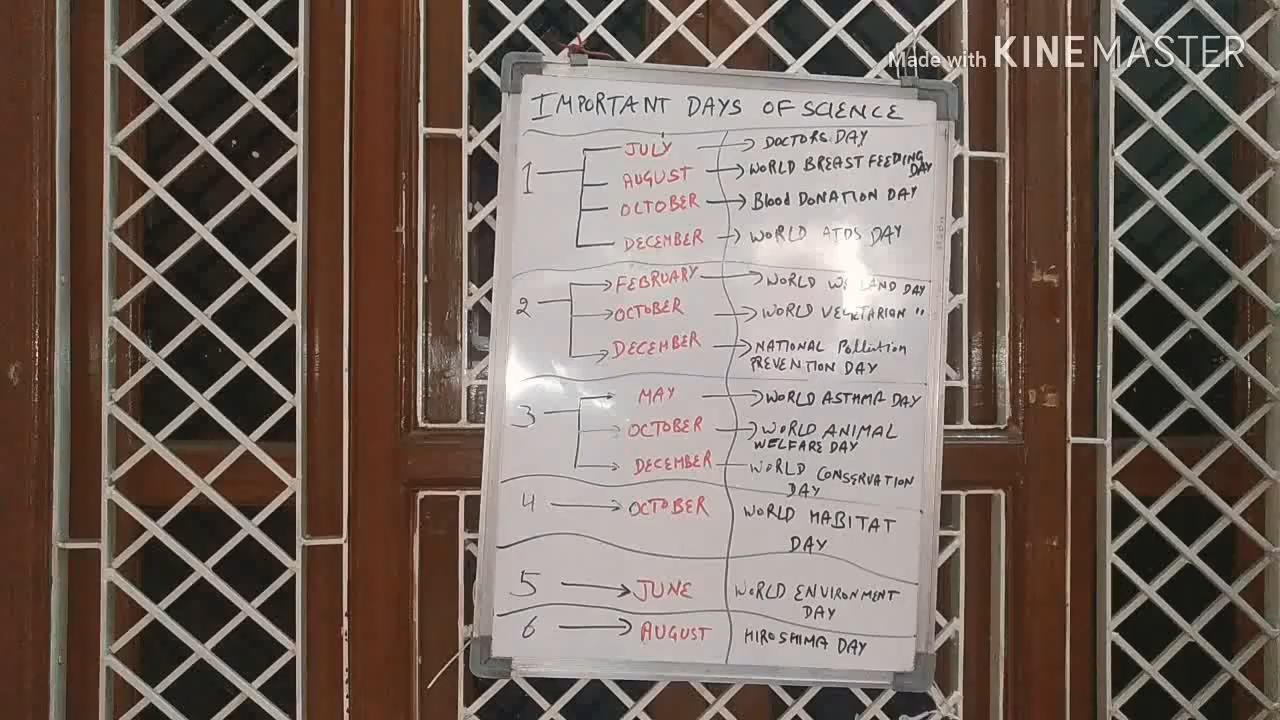 Made with KINEMASTER
IMPORTANT DAYS OF SCIENCE
1 JULY → DOCTORS DAY
AUGUST → WORLD BREAST FEEDING DAY
OCTOBER → Blood DONATION DAY
DECEMBER → WORLD AIDS DAY
2 → FEBRUARY → WORLD LAND DAY
→ OCTOBER → WORLD VEGETARION "
→ DECEMBER → NATIONAL Pollution
PREVENTION DAY
3 → MAY → WORLD ASTHMA DAY
→ OCTOBER → WORLD ANIMAL
WELFARE DAY
→ DECEMBER WORLD CONSERVATION
DAY
4 → OCTOBER WORLD HABITAT
DAY
5 → JUNE WORLD ENVIRONMENT
DAY
6 → AUGUST HIROSHIMA DAY